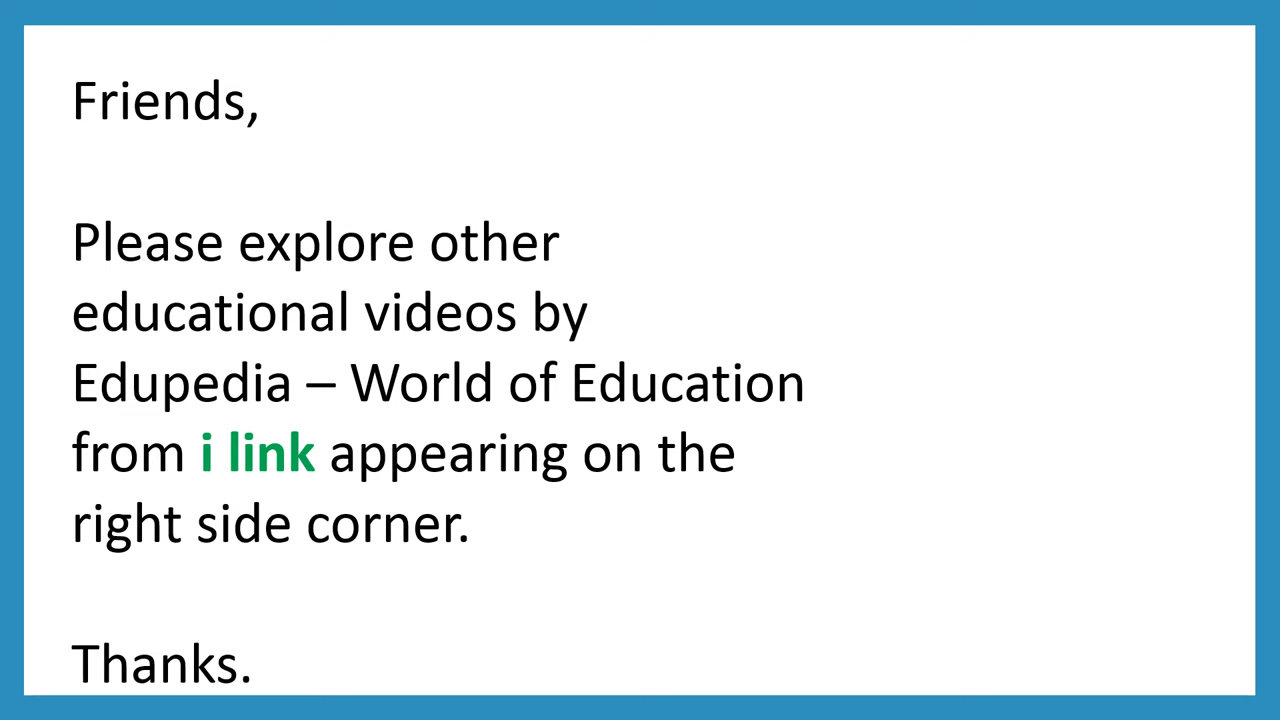 Friends,
Please explore other
educational videos by
Edupedia – World of Education
from i link appearing on the
right side corner.
Thanks.